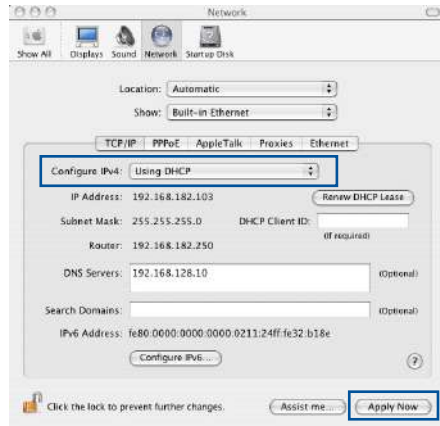 Network
Show All Displays Sound Network Startup Disk
Location: Automatic
Show: Built-in Ethernet
TCP/IP PPPoE AppleTalk Proxies Ethernet
Configure IPv4: Using DHCP
IP Address: 192.168.182.103 Renew DHCP Lease
Subnet Mask: 255.255.255.0 DHCP Client ID:
(If required)
Router: 192.168.182.250
DNS Servers: 192.168.128.10 (Optional)
Search Domains: (Optional)
IPv6 Address: fe80:0000:0000:0000:0211:24ff:fe32:b18e
Configure IPv6... ?
Click the lock to prevent further changes. Assist me... Apply Now